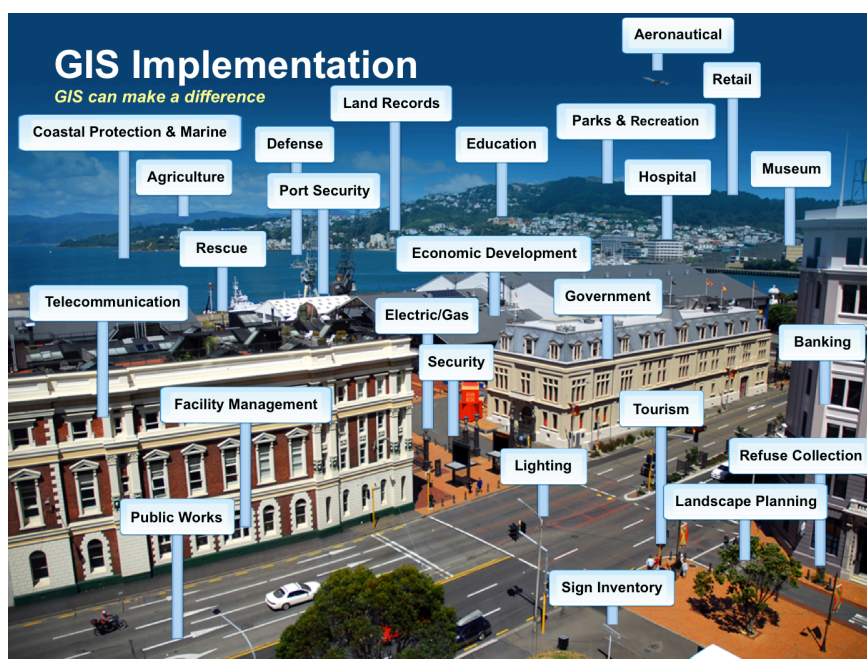 GIS Implementation
GIS can make a difference
Aeronautical
Retail
Land Records
Parks & Recreation
Coastal Protection & Marine
Defense
Education
Agriculture
Port Security
Hospital
Museum
Rescue
Economic Development
Telecommunication
Government
Electric/Gas
Banking
Security
Facility Management
Tourism
Refuse Collection
Lighting
Landscape Planning
Public Works
Sign Inventory